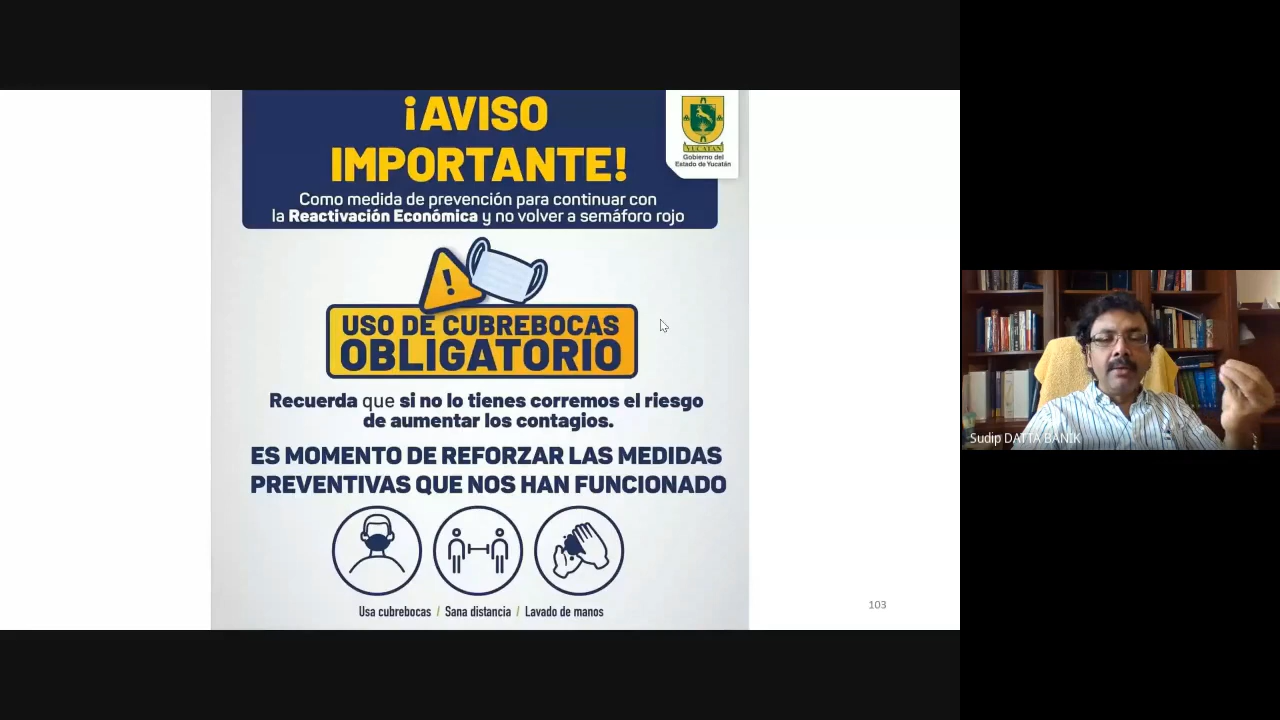 ¡AVISO
IMPORTANTE!
Como medida de prevención para continuar con
la Reactivación Económica y no volver a semáforo rojo
YUCATÁN
Gobierno del
Estado de Yucatán
USO DE CUBREBOCAS
OBLIGATORIO
Recuerda que si no lo tienes corremos el riesgo
de aumentar los contagios.
ES MOMENTO DE REFORZAR LAS MEDIDAS
PREVENTIVAS QUE NOS HAN FUNCIONADO
Usa cubrebocas / Sana distancia / Lavado de manos
103
Sudip DATTA BANIK